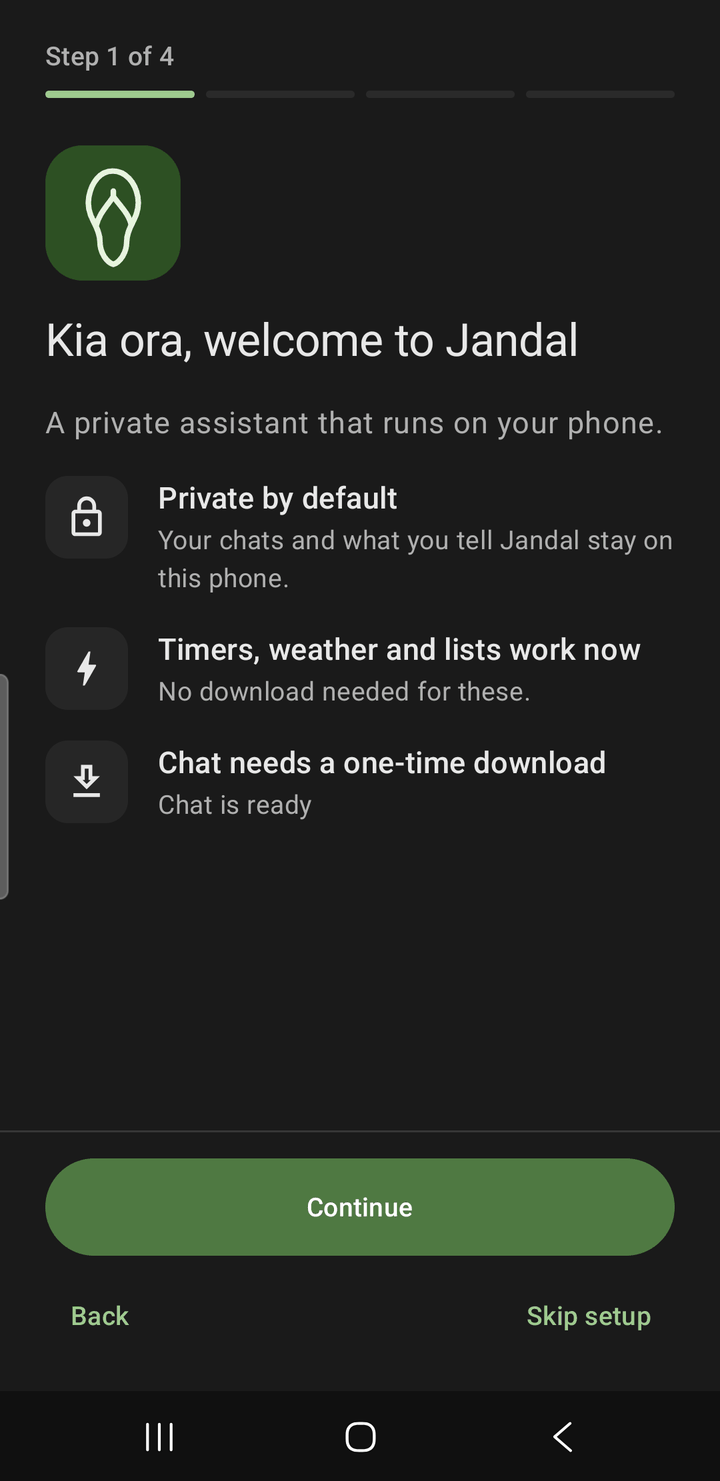 Step 1 of 4
Kia ora, welcome to Jandal
A private assistant that runs on your phone.
Private by default
Your chats and what you tell Jandal stay on
this phone.
Timers, weather and lists work now
No download needed for these.
Chat needs a one-time download
Chat is ready
Continue
Back
Skip setup